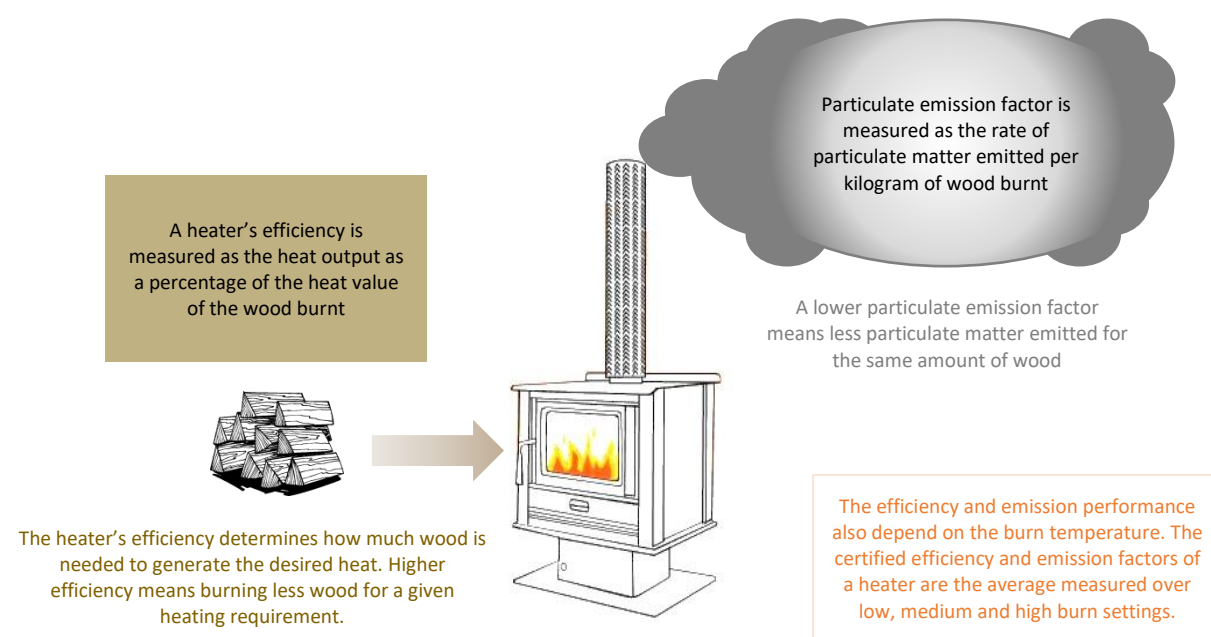 Particulate emission factor is
measured as the rate of
particulate matter emitted per
kilogram of wood burnt
A heater’s efficiency is
measured as the heat output as
a percentage of the heat value
of the wood burnt
A lower particulate emission factor
means less particulate matter emitted for
the same amount of wood
The heater’s efficiency determines how much wood is
needed to generate the desired heat. Higher
efficiency means burning less wood for a given
heating requirement.
The efficiency and emission performance
also depend on the burn temperature. The
certified efficiency and emission factors of
a heater are the average measured over
low, medium and high burn settings.